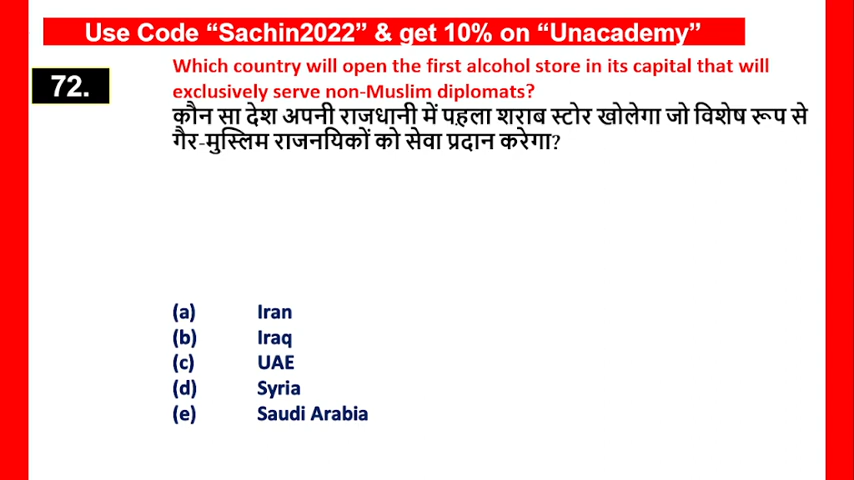 Use Code “Sachin2022” & get 10% on “Unacademy”
72.
Which country will open the first alcohol store in its capital that will
exclusively serve non-Muslim diplomats?
कौन सा देश अपनी राजधानी में पहला शराब स्टोर खोलेगा जो विशेष रूप से
गैर-मुस्लिम राजनयिकों को सेवा प्रदान करेगा?
(a) Iran
(b) Iraq
(c) UAE
(d) Syria
(e) Saudi Arabia